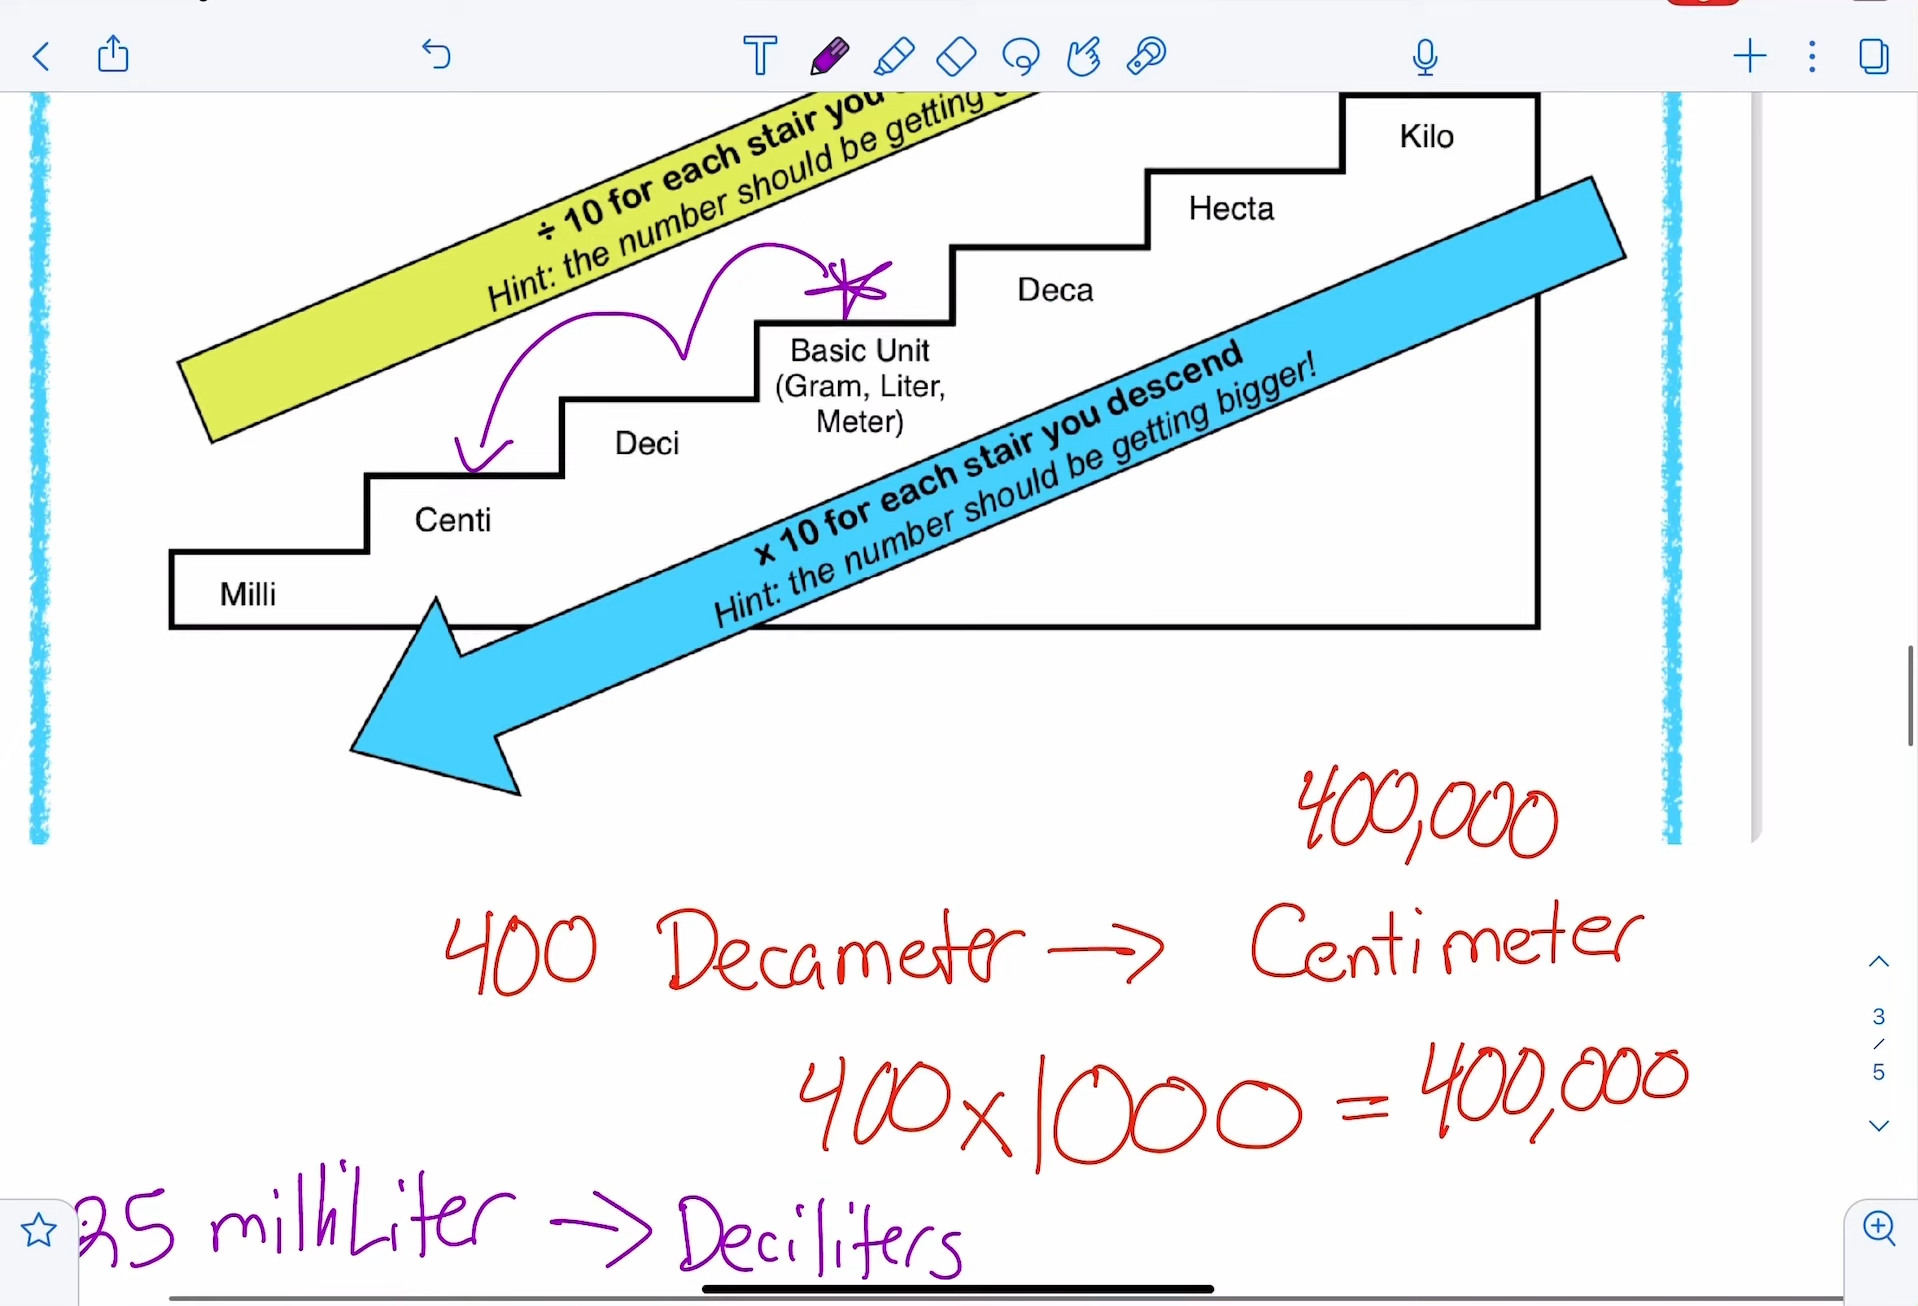 ÷ 10 for each stair you
Hint: the number should be getting
Kilo
Hecta
Deca
Basic Unit
(Gram, Liter,
Meter)
Deci
Centi
Milli
x 10 for each stair you descend
Hint: the number should be getting bigger!
400,000
400 Decameter → Centimeter
400 x 1000 = 400,000
35 milliLiter → Deciliters
3
/
5